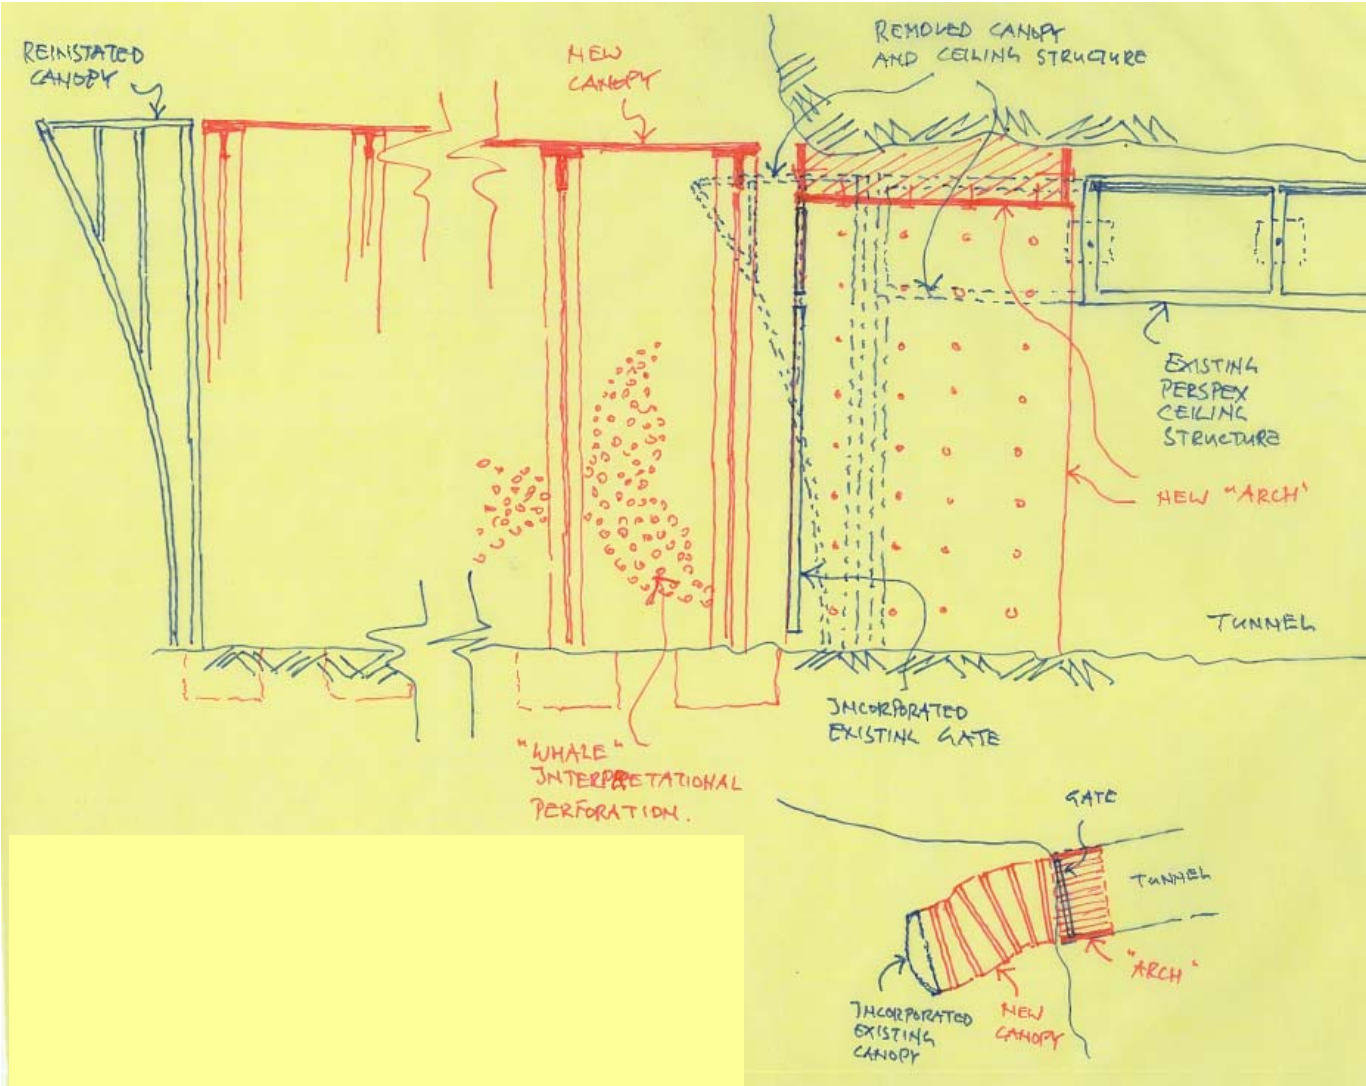 REINSTATED
CANOPY
NEW
CANOPY
REMOVED CANOPY
AND CEILING STRUCTURE
EXISTING
PERSPEX
CEILING
STRUCTURE
NEW "ARCH"
TUNNEL
INCORPORATED
EXISTING GATE
"WHALE"
INTERPRETATIONAL
PERFORATION.
GATE
TUNNEL
"ARCH"
NEW
CANOPY
INCORPORATED
EXISTING
CANOPY